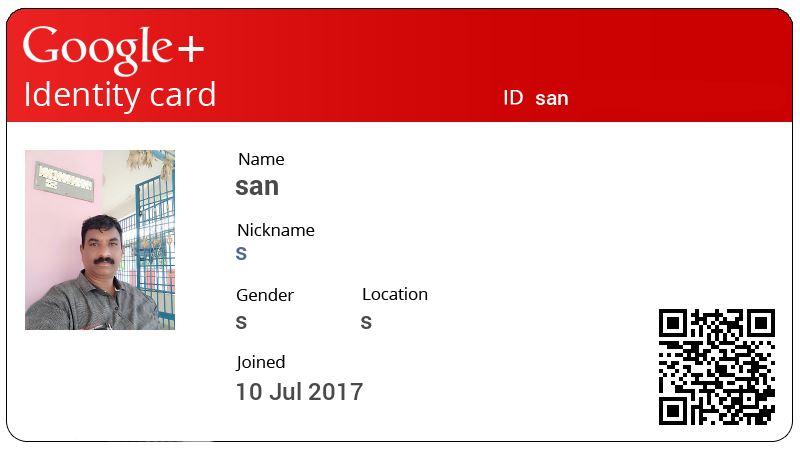 Google+
Identity card
ID san
Name
san
Nickname
s
Gender Location
s s
Joined
10 Jul 2017